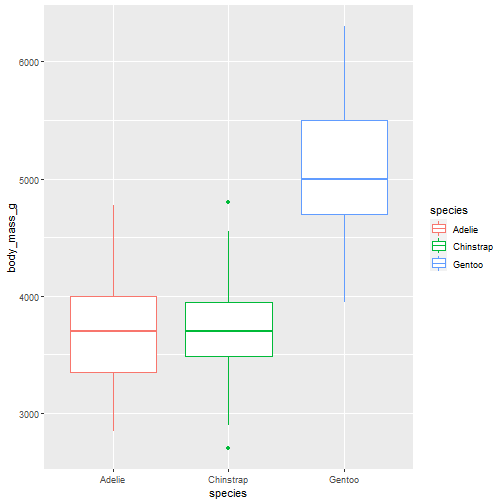 6000
5000
4000
3000
body_mass_g
Adelie
Chinstrap
Gentoo
species
species
Adelie
Chinstrap
Gentoo